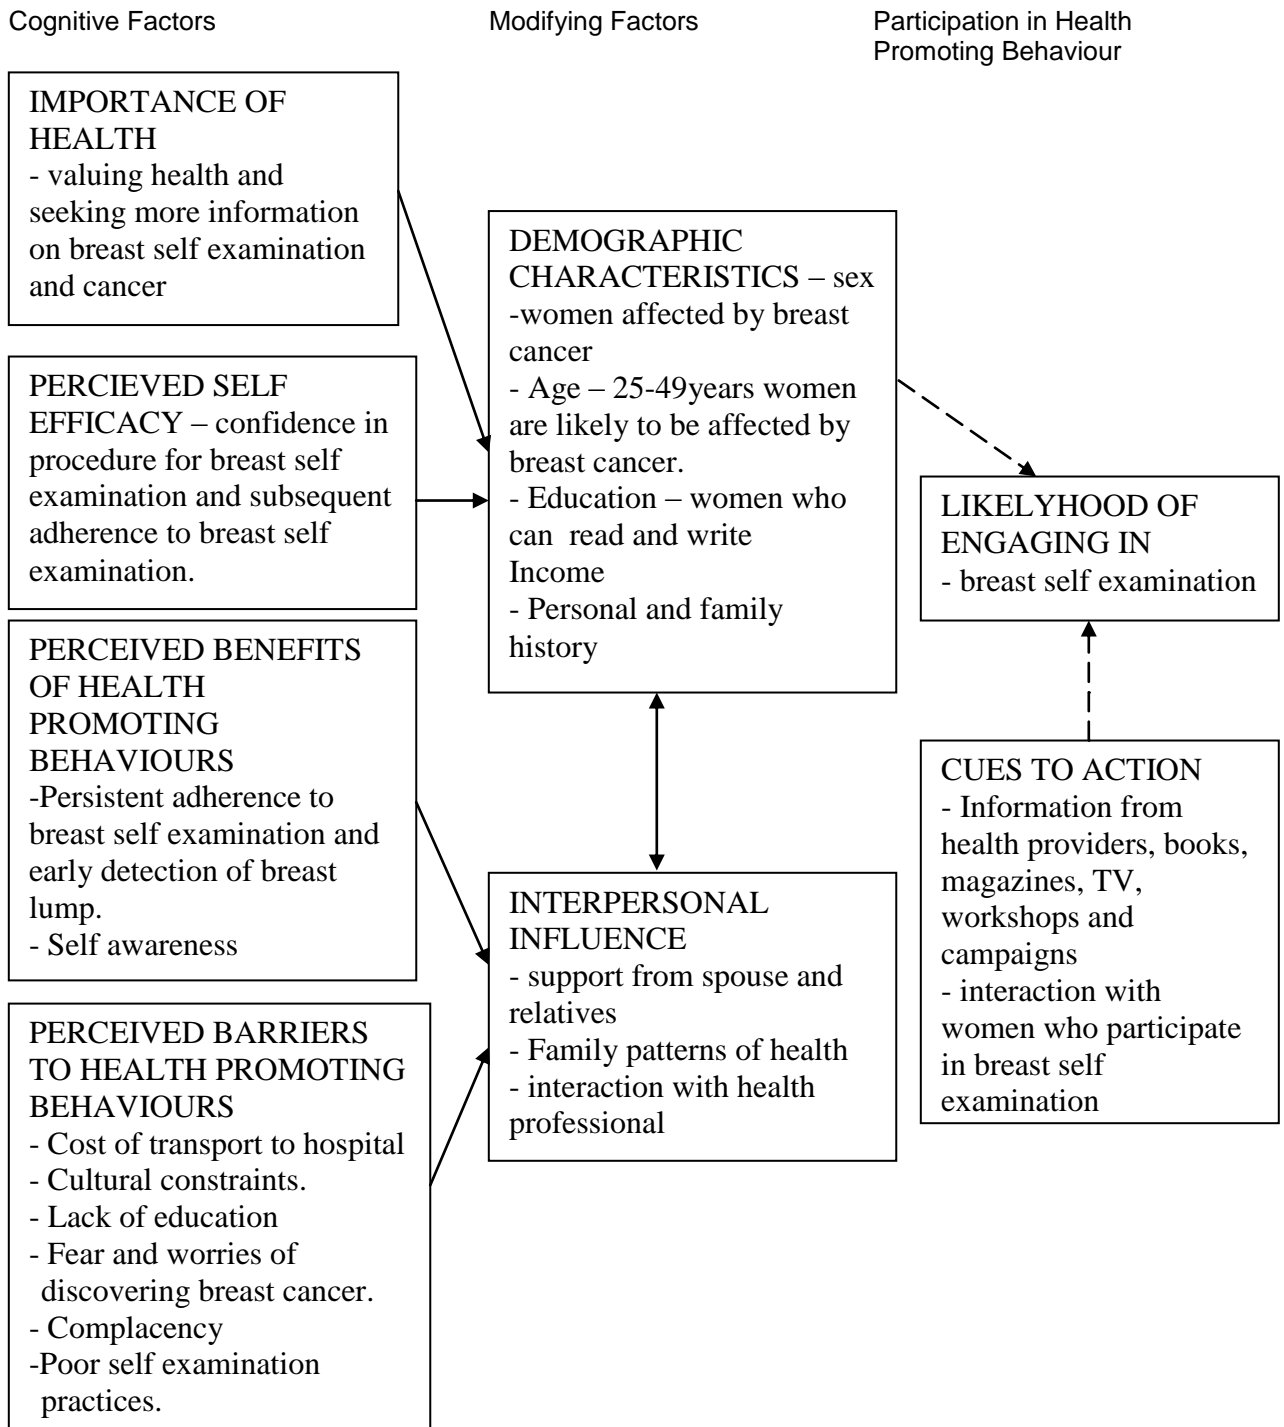 Cognitive Factors
Modifying Factors
Participation in Health
Promoting Behaviour
IMPORTANCE OF
HEALTH
- valuing health and
seeking more information
on breast self examination
and cancer
PERCIEVED SELF
EFFICACY – confidence in
procedure for breast self
examination and subsequent
adherence to breast self
examination.
PERCEIVED BENEFITS
OF HEALTH
PROMOTING
BEHAVIOURS
-Persistent adherence to
breast self examination and
early detection of breast
lump.
- Self awareness
PERCEIVED BARRIERS
TO HEALTH PROMOTING
BEHAVIOURS
- Cost of transport to hospital
- Cultural constraints.
- Lack of education
- Fear and worries of
discovering breast cancer.
- Complacency
-Poor self examination
practices.
DEMOGRAPHIC
CHARACTERISTICS – sex
-women affected by breast
cancer
- Age – 25-49years women
are likely to be affected by
breast cancer.
- Education – women who
can read and write
Income
- Personal and family
history
INTERPERSONAL
INFLUENCE
- support from spouse and
relatives
- Family patterns of health
- interaction with health
professional
LIKELYHOOD OF
ENGAGING IN
- breast self examination
CUES TO ACTION
- Information from
health providers, books,
magazines, TV,
workshops and
campaigns
- interaction with
women who participate
in breast self
examination